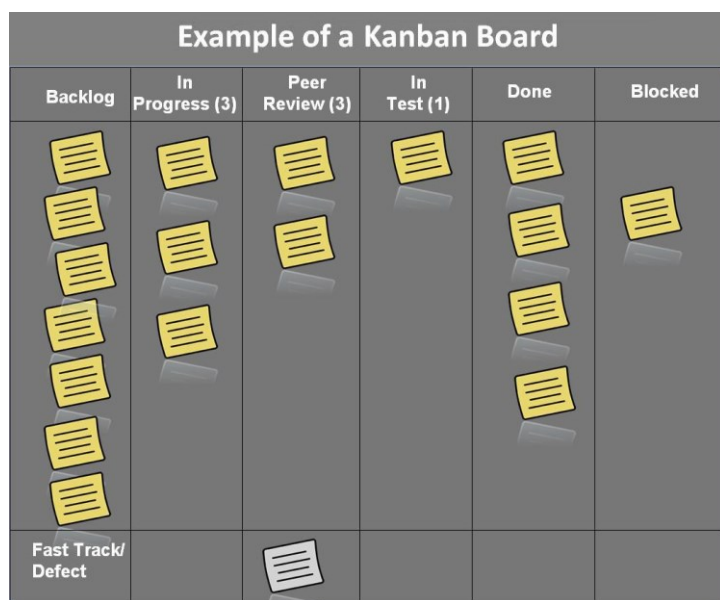 Example of a Kanban Board
Backlog
In
Progress (3)
Peer
Review (3)
In
Test (1)
Done
Blocked
Fast Track/
Defect